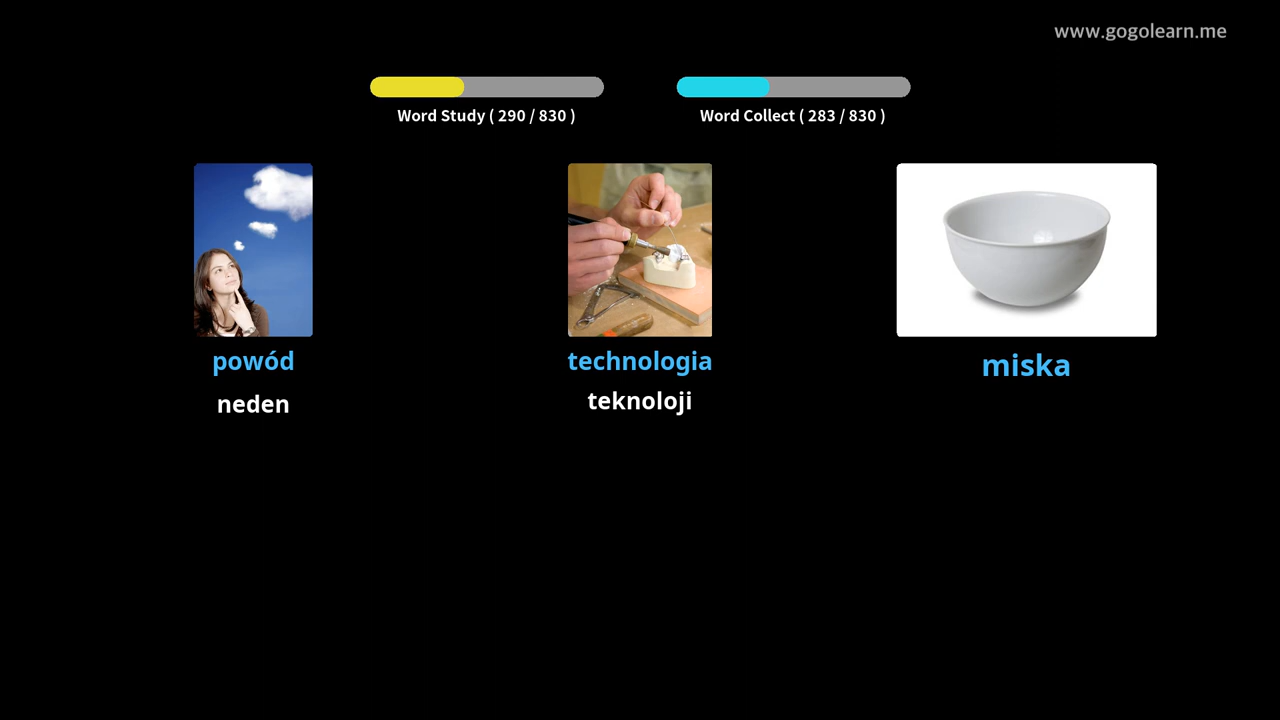 www.gogolearn.me
Word Study ( 290 / 830 )
Word Collect ( 283 / 830 )
powód
technologia
miska
neden
teknoloji